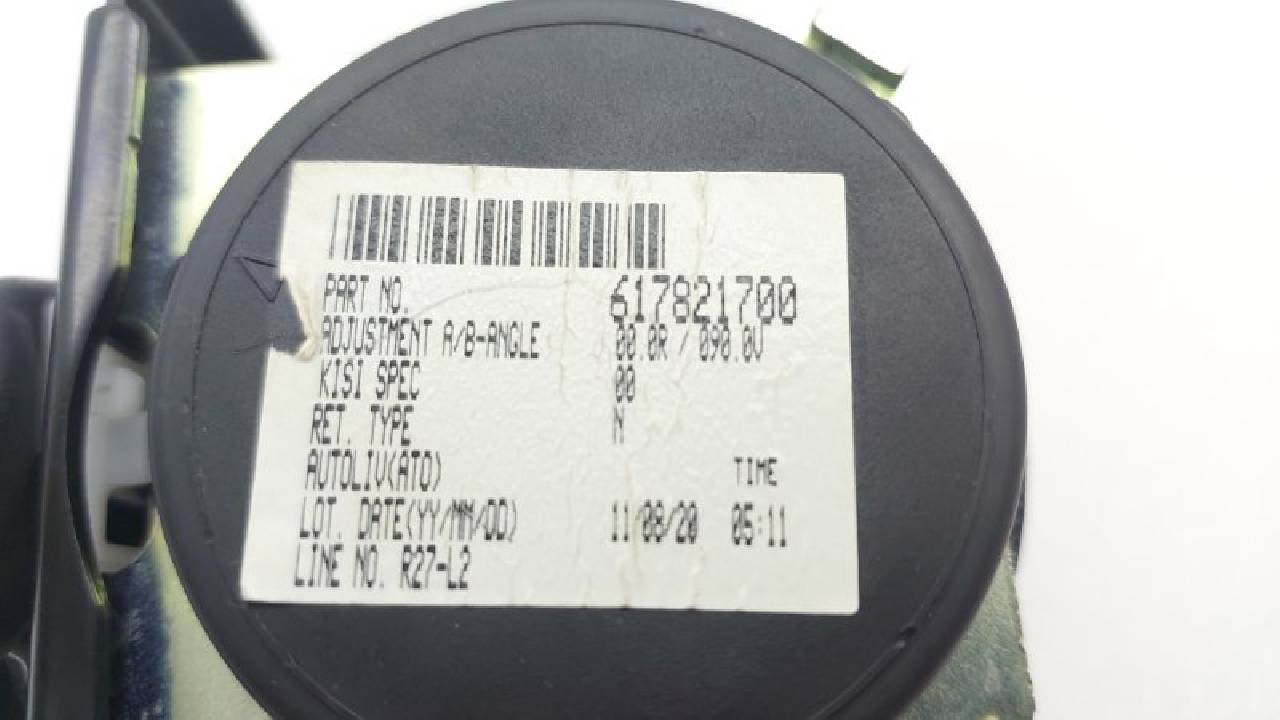 PART NO. 617821700
ADJUSTMENT A/B-ANGLE 00.0R / 090.0V
KISI SPEC 00
RET. TYPE N
AUTOLIV(ATO) TIME
LOT. DATE(YY/MM/DD) 11/08/20 05:11
LINE NO. R27-L2